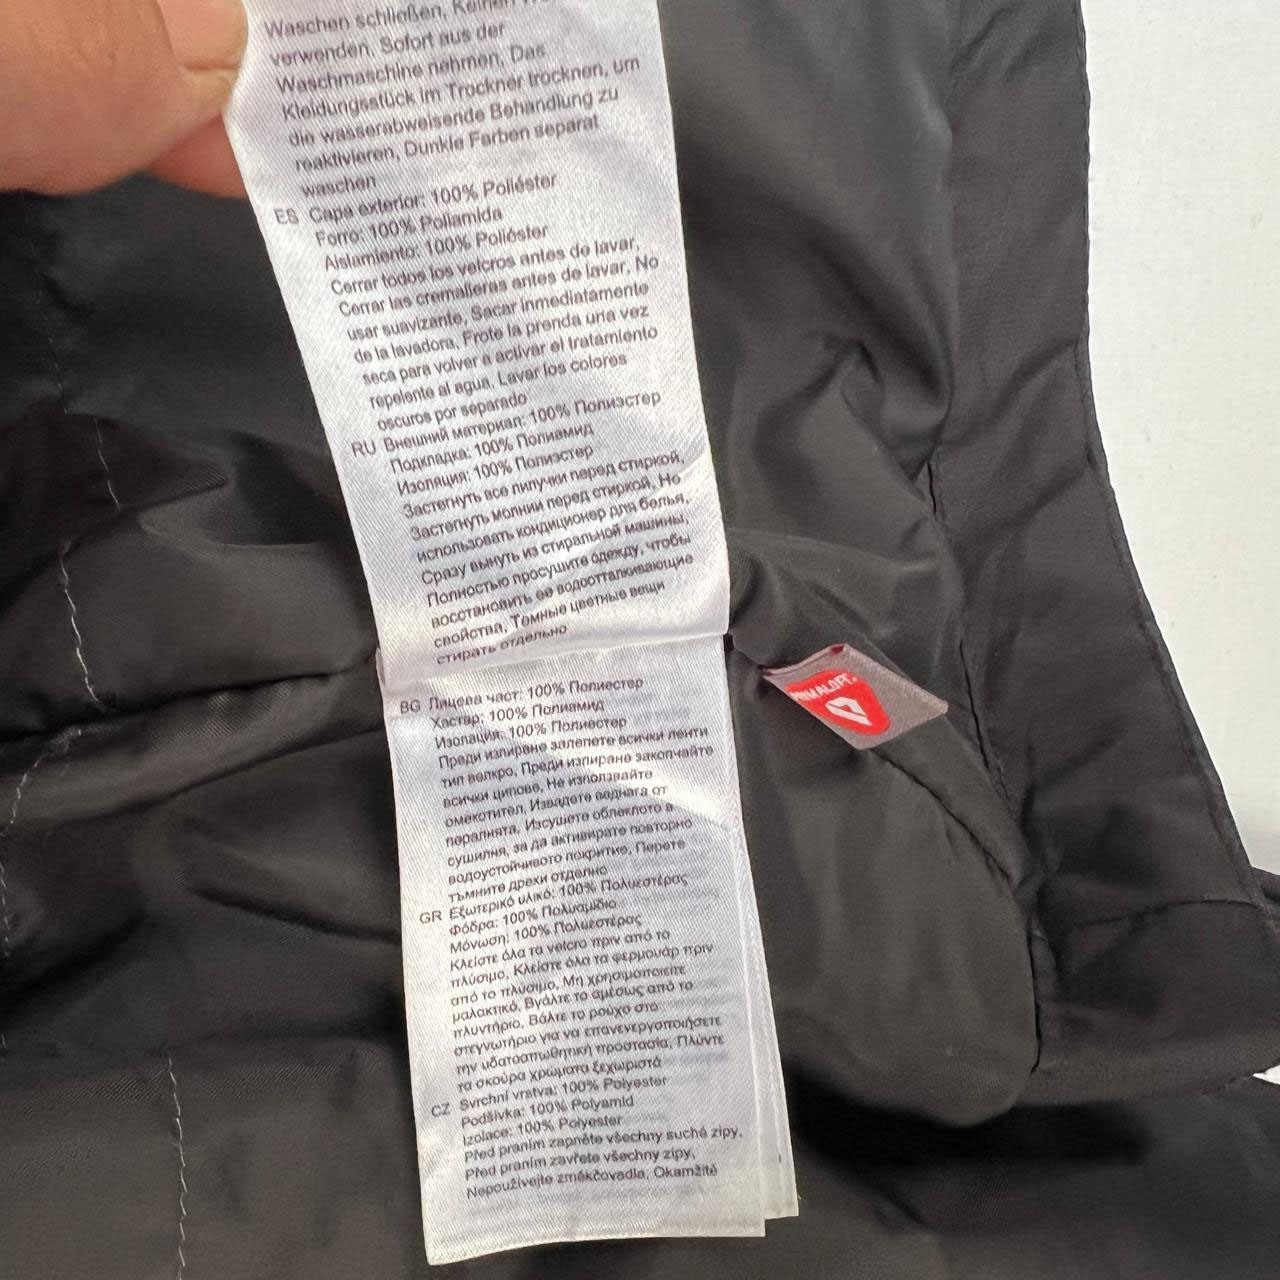 Waschen schließen, Keinen
verwenden, Sofort aus der
Waschmaschine nehmen, Das
Kleidungsstück im Trockner trocknen, um
die wasserabweisende Behandlung zu
reaktivieren, Dunkle Farben separat
waschen
ES Capa exterior: 100% Poliéster
Forro: 100% Poliamida
Aislamiento: 100% Poliéster
Cerrar todos los velcros antes de lavar,
Cerrar las cremalleras antes de lavar, No
usar suavizante, Sacar inmediatamente
de la lavadora, Frote la prenda una vez
seca para volver a activar el tratamiento
repelente al agua, Lavar los colores
oscuros por separado
RU Внешний материал: 100% Полиэстер
Подкладка: 100% Полиамид
Изоляция: 100% Полиэстер
Застегнуть все липучки перед стиркой,
Застегнуть молнии перед стиркой, Не
использовать кондиционер для белья,
Сразу вынуть из стиральной машины,
Полностью просушите одежду, чтобы
восстановить ее водоотталкивающие
свойства, Темные цветные вещи
стирать отдельно
BG Лицева част: 100% Полиестер
Хастар: 100% Полиамид
Изолация: 100% Полиестер
Преди изпиране залепете всички ленти
тип велкро, Преди изпиране закопчайте
всички ципове, Не използвайте
омекотител, Извадете веднага от
пералнята, Изсушете облеклото в
сушилня, за да активирате повторно
водоустойчивото покритие, Перете
тъмните дрехи отделно
GR Εξωτερικό υλικό: 100% Πολυεστέρας
Φόδρα: 100% Πολυαμίδιο
Μόνωση: 100% Πολυεστέρας
Κλείστε όλα τα velcro πριν από το
πλύσιμο, Κλείστε όλα τα φερμουάρ πριν
από το πλύσιμο, Μη χρησιμοποιείτε
μαλακτικό, Βγάλτε το αμέσως από το
πλυντήριο, Βάλτε το ρούχο στο
στεγνωτήριο για να επανενεργοποιήσετε
την υδατοαπωθητική προστασία, Πλύντε
τα σκούρα χρώματα ξεχωριστά
CZ Svrchní vrstva: 100% Polyester
Podšívka: 100% Polyamid
Izolace: 100% Polyester
Před praním zapněte všechny suché zipy,
Před praním zavřete všechny zipy,
Nepoužívejte změkčovadla, Okamžitě
PRIMALOFT